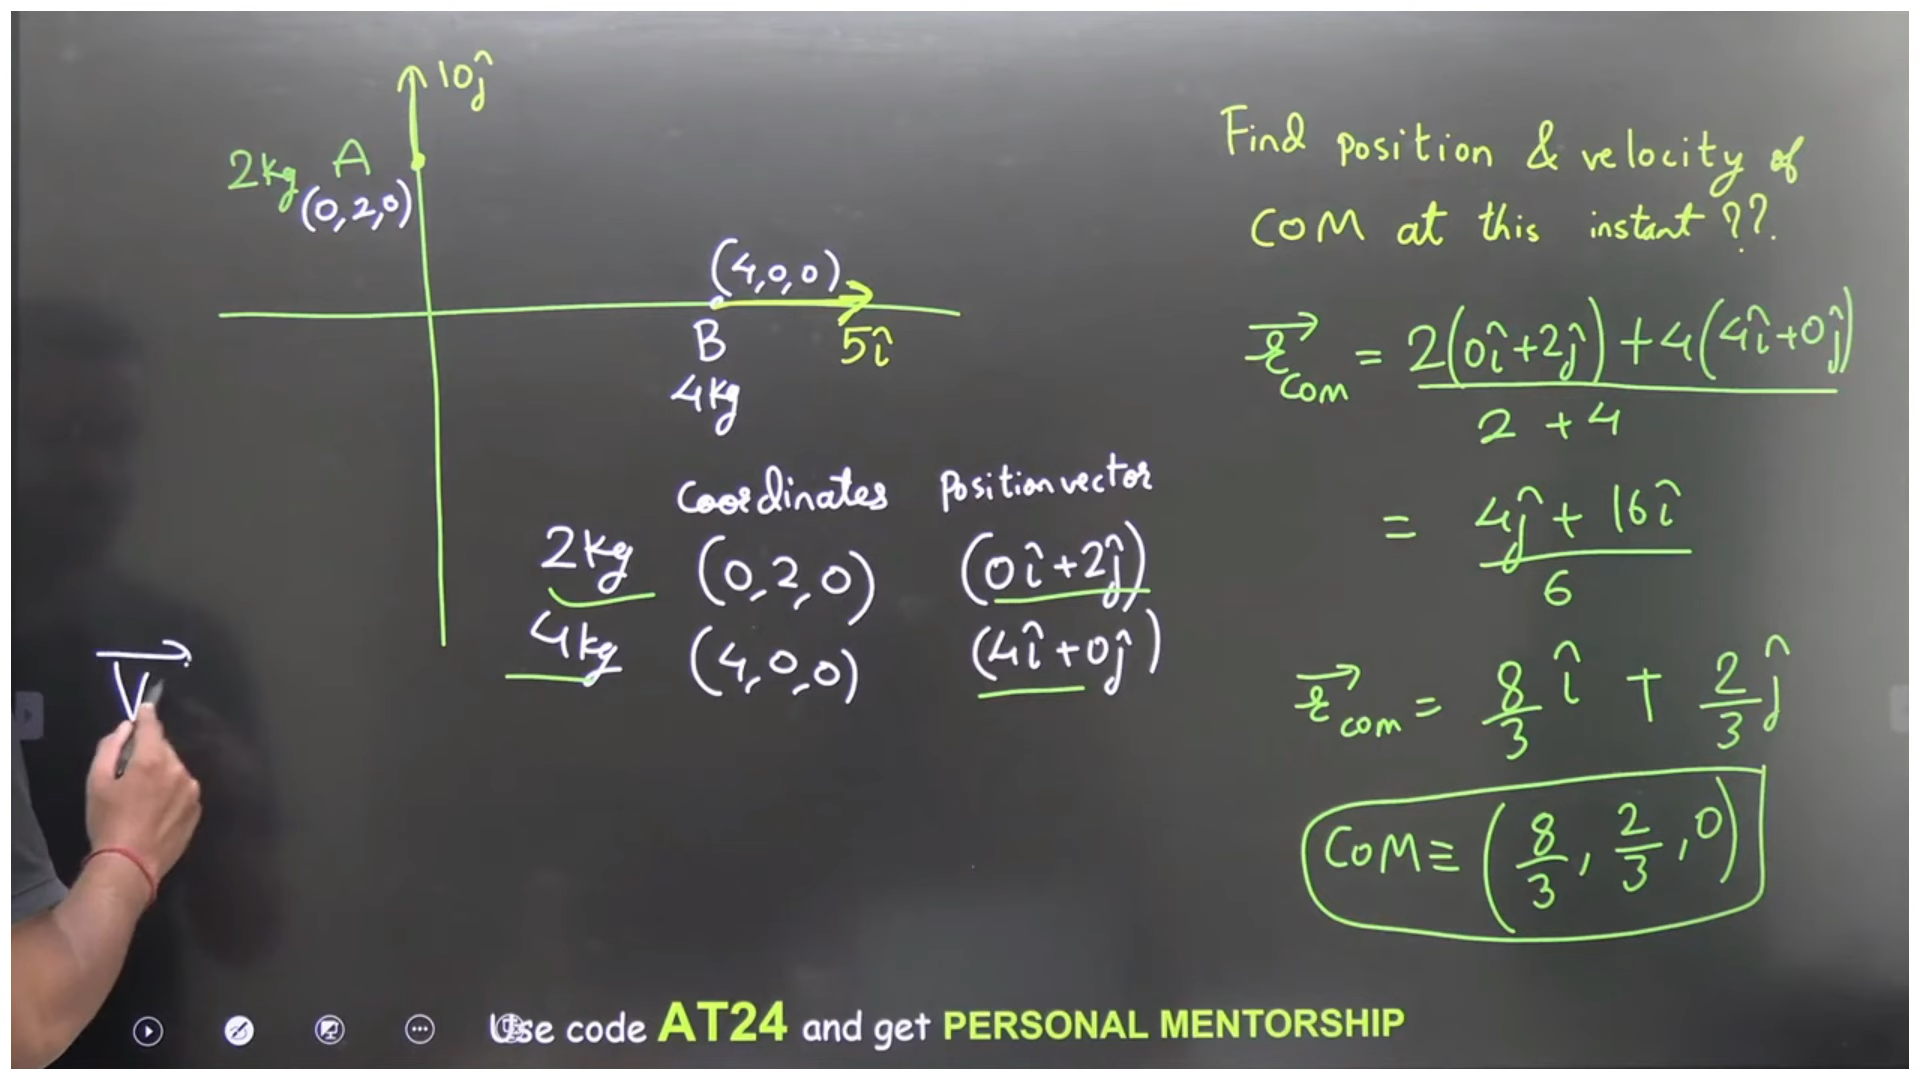 10ĵ
2kg A
(0,2,0)
(4,0,0)
B
5î
4kg
Find position & velocity of
COM at this instant ??
r⃗com = 2(0î+2ĵ)+4(4î+0ĵ)
2 + 4
= 4ĵ + 16î
6
r⃗com = 8/3 î + 2/3 ĵ
COM ≡ (8/3, 2/3, 0)
Coordinates Position vector
2kg (0,2,0) (0î+2ĵ)
4kg (4,0,0) (4î+0ĵ)
V⃗
Use code AT24 and get PERSONAL MENTORSHIP